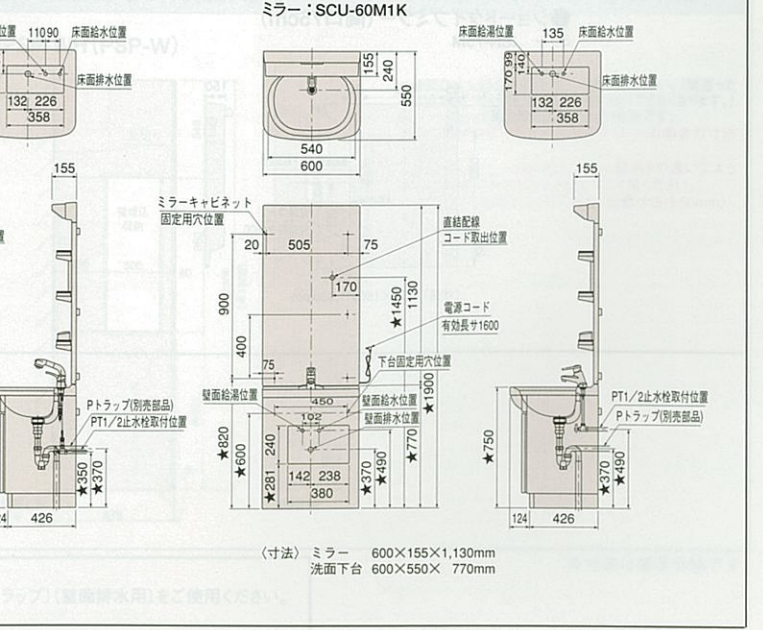 ミラー：SCU-60M1K
位置
11090
床面給水位置
床面排水位置
132 226
358
155
240
550
540
600
床面給湯位置
135
床面給水位置
170 99
140
床面排水位置
132 226
358
155
ミラーキャビネット
固定用穴位置
20 505 75
直結配線
コード取出位置
170
900
400
75
★1450
1130
電源コード
有効長サ1600
下台固定用穴位置
★1900
155
壁面給湯位置
450
壁面給水位置
102
壁面排水位置
★820
★600
240
★281
142 238
380
★370
★490
★770
Pトラップ(別売部品)
PT1/2止水栓取付位置
★350
★370
24 426
★750
PT1/2止水栓取付位置
Pトラップ(別売部品)
★370
★490
124 426
〈寸法〉 ミラー 600×155×1,130mm
洗面下台 600×550× 770mm